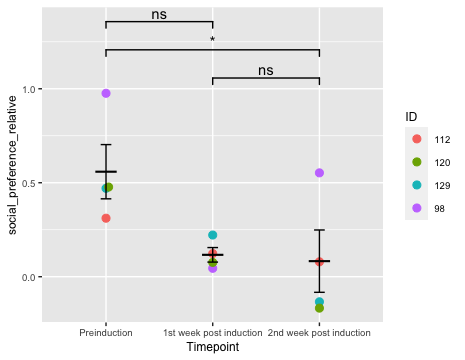 ns
*
ns
social_preference_relative
1.0
0.5
0.0
Preinduction 1st week post induction 2nd week post induction
Timepoint
ID
112
120
129
98